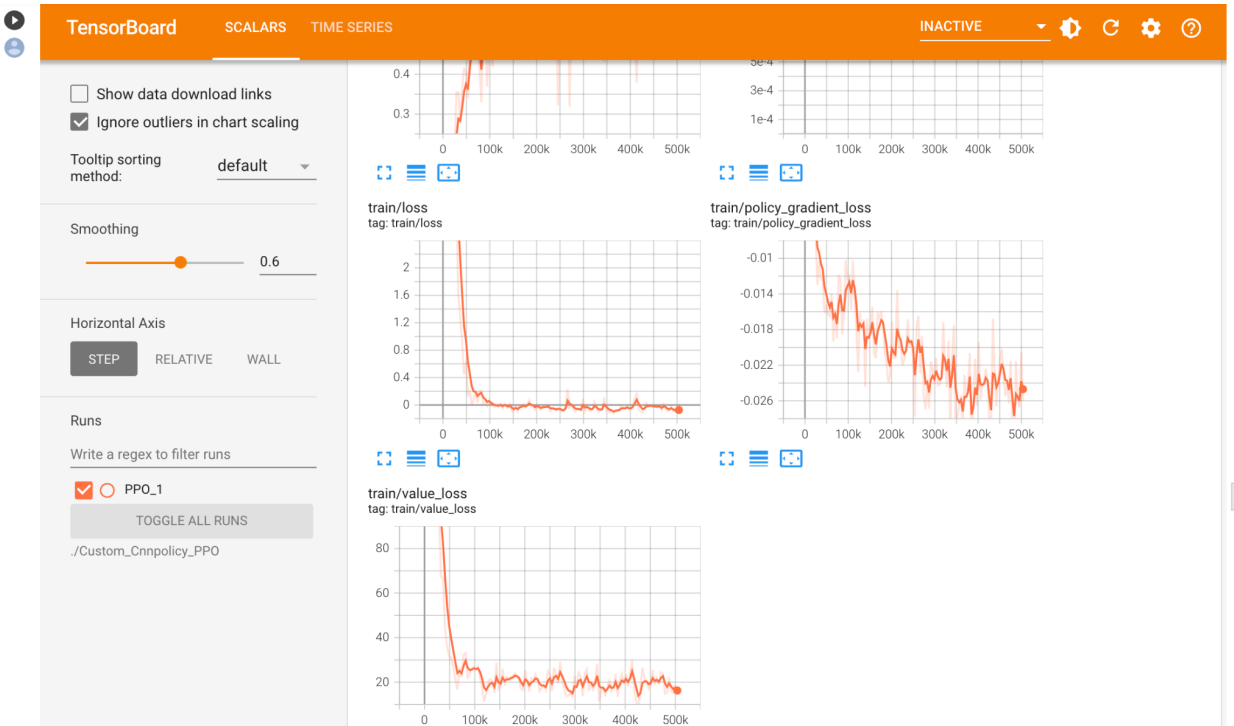 TensorBoard SCALARS TIME SERIES INACTIVE
Show data download links
Ignore outliers in chart scaling
Tooltip sorting
method:
default
Smoothing
0.6
Horizontal Axis
STEP RELATIVE WALL
Runs
Write a regex to filter runs
PPO_1
TOGGLE ALL RUNS
./Custom_Cnnpolicy_PPO
0.4
0.3
0 100k 200k 300k 400k 500k
5e-4
3e-4
1e-4
0 100k 200k 300k 400k 500k
train/loss
tag: train/loss
2
1.6
1.2
0.8
0.4
0
0 100k 200k 300k 400k 500k
train/policy_gradient_loss
tag: train/policy_gradient_loss
-0.01
-0.014
-0.018
-0.022
-0.026
0 100k 200k 300k 400k 500k
train/value_loss
tag: train/value_loss
80
60
40
20
0 100k 200k 300k 400k 500k